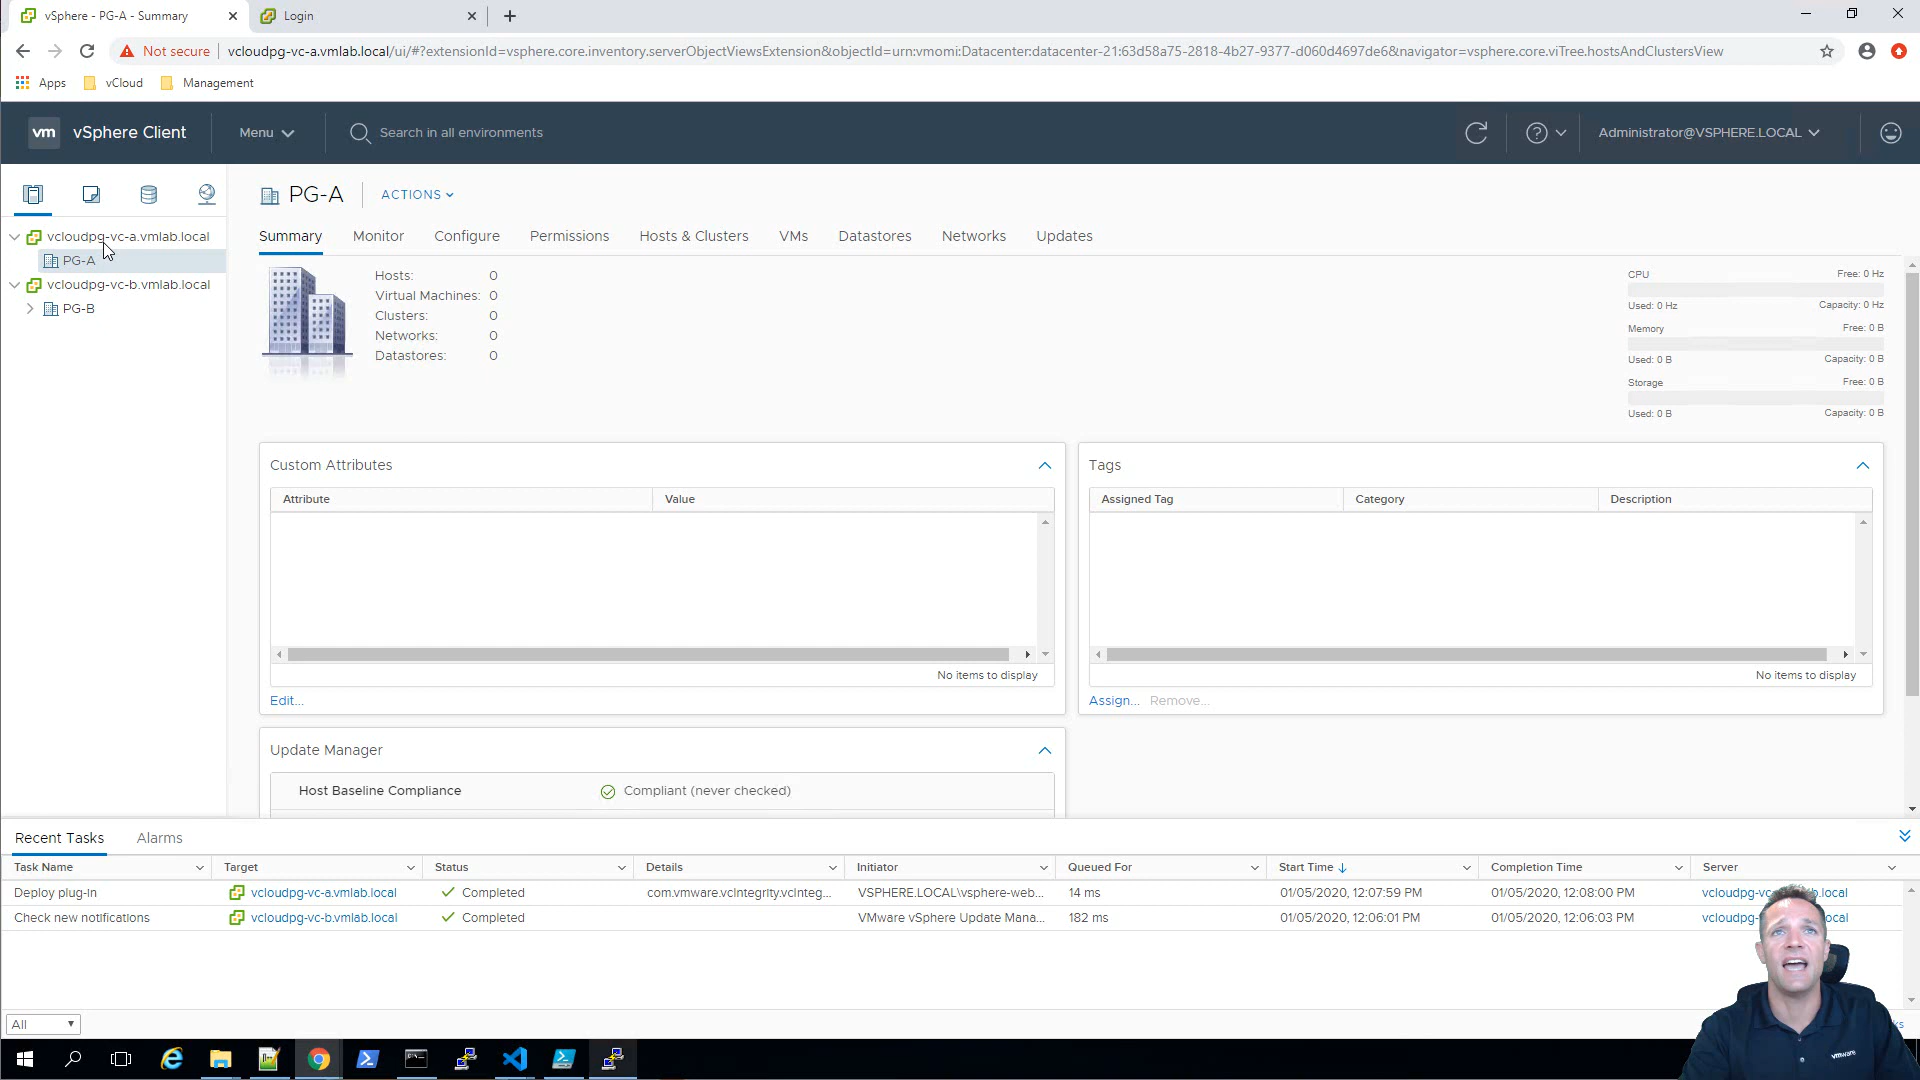 vSphere - PG-A - Summary
Login
Not secure
vcloudpg-vc-a.vmlab.local/ui/#?extensionId=vsphere.core.inventory.serverObjectViewsExtension&objectId=urn:vmomi:Datacenter:datacenter-21:63d58a75-2818-4b27-9377-d060d4697de6&navigator=vsphere.core.viTree.hostsAndClustersView
Apps vCloud Management
vm vSphere Client Menu Search in all environments Administrator@VSPHERE.LOCAL
PG-A ACTIONS
vcloudpg-vc-a.vmlab.local
PG-A
vcloudpg-vc-b.vmlab.local
PG-B
Summary Monitor Configure Permissions Hosts & Clusters VMs Datastores Networks Updates
Hosts: 0
Virtual Machines: 0
Clusters: 0
Networks: 0
Datastores: 0
CPU Free: 0 Hz
Used: 0 Hz Capacity: 0 Hz
Memory Free: 0 B
Used: 0 B Capacity: 0 B
Storage Free: 0 B
Used: 0 B Capacity: 0 B
Custom Attributes
Attribute Value
No items to display
Edit...
Tags
Assigned Tag Category Description
No items to display
Assign... Remove...
Update Manager
Host Baseline Compliance Compliant (never checked)
Recent Tasks Alarms
Task Name Target Status Details Initiator Queued For Start Time Completion Time Server
Deploy plug-in vcloudpg-vc-a.vmlab.local Completed com.vmware.vcIntegrity.vcInteg... VSPHERE.LOCAL\vsphere-web... 14 ms 01/05/2020, 12:07:59 PM 01/05/2020, 12:08:00 PM
Check new notifications vcloudpg-vc-b.vmlab.local Completed VMware vSphere Update Mana... 182 ms 01/05/2020, 12:06:01 PM 01/05/2020, 12:06:03 PM
All
vmware